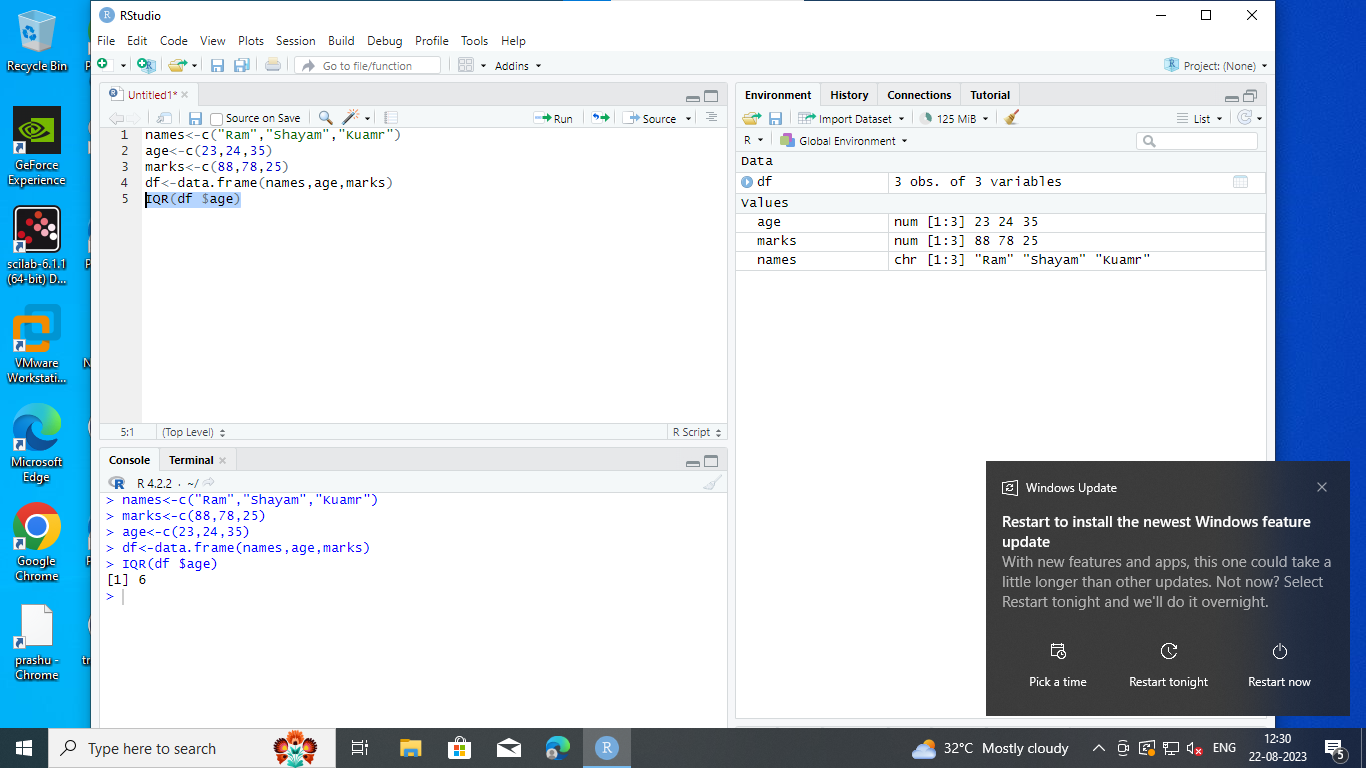 RStudio
File Edit Code View Plots Session Build Debug Profile Tools Help
Go to file/function Addins Project: (None)
Untitled1*
Source on Save Run Source
1 names<-c("Ram","Shayam","Kuamr")
2 age<-c(23,24,35)
3 marks<-c(88,78,25)
4 df<-data.frame(names,age,marks)
5 IQR(df $age)
5:1 (Top Level) R Script
Console Terminal
R 4.2.2 · ~/
> names<-c("Ram","Shayam","Kuamr")
> marks<-c(88,78,25)
> age<-c(23,24,35)
> df<-data.frame(names,age,marks)
> IQR(df $age)
[1] 6
>
Environment History Connections Tutorial
Import Dataset 125 MiB List
R Global Environment
Data
df 3 obs. of 3 variables
Values
age num [1:3] 23 24 35
marks num [1:3] 88 78 25
names chr [1:3] "Ram" "Shayam" "Kuamr"
Recycle Bin
GeForce
Experience
scilab-6.1.1
(64-bit) D...
VMware
Workstati...
Microsoft
Edge
Google
Chrome
prashu -
Chrome
Windows Update
Restart to install the newest Windows feature
update
With new features and apps, this one could take a
little longer than other updates. Not now? Select
Restart tonight and we'll do it overnight.
Pick a time Restart tonight Restart now
Type here to search
32°C Mostly cloudy
ENG
12:30
22-08-2023
5